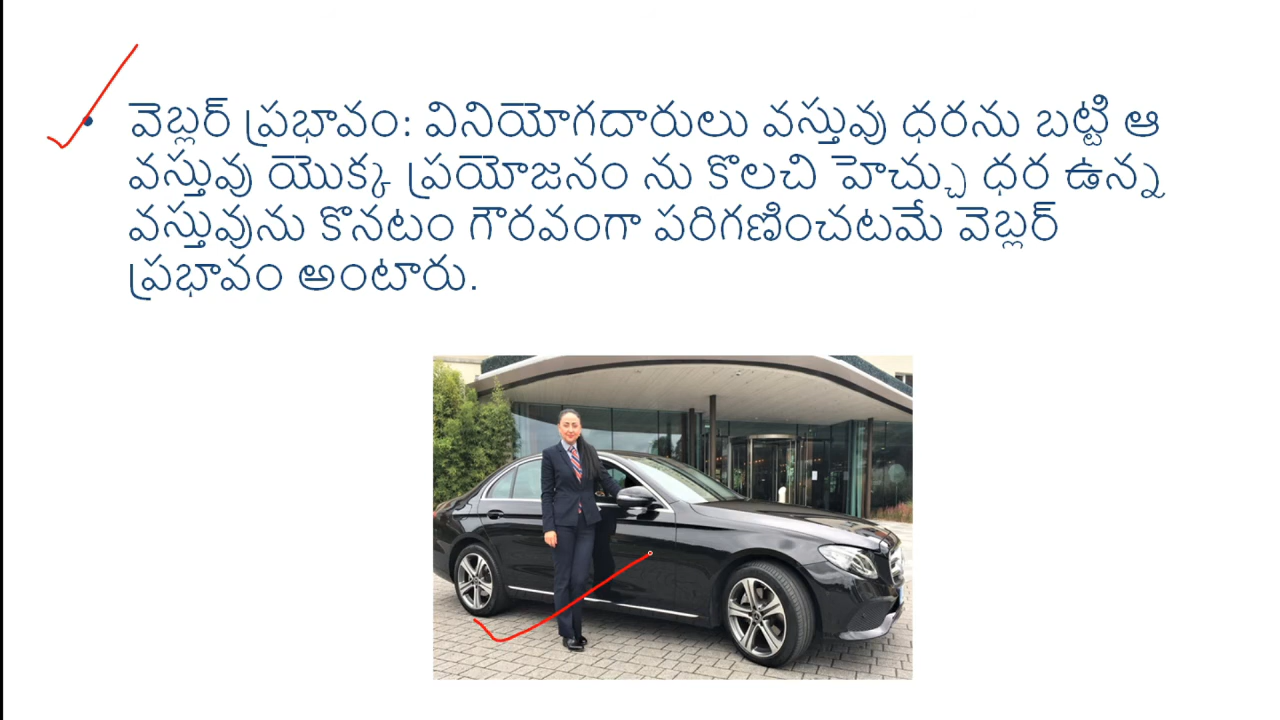 • వెబ్లర్ ప్రభావం: వినియోగదారులు వస్తువు ధరను బట్టి ఆ
వస్తువు యొక్క ప్రయోజనం ను కొలచి హెచ్చు ధర ఉన్న
వస్తువును కొనటం గౌరవంగా పరిగణించటమే వెబ్లర్
ప్రభావం అంటారు.